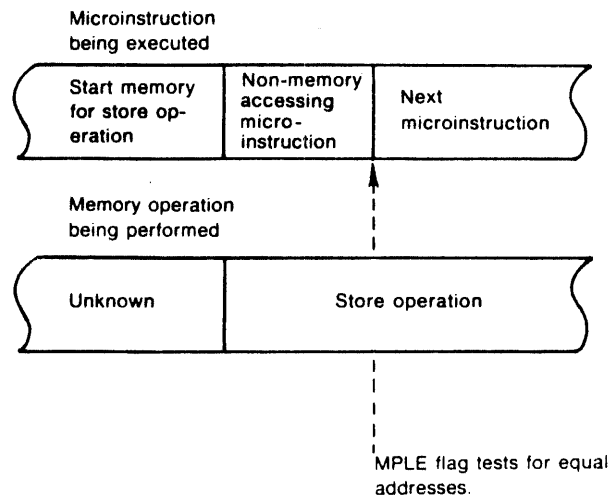 Microinstruction
being executed
Start memory
for store op-
eration
Non-memory
accessing
micro-
instruction
Next
microinstruction
Memory operation
being performed
Unknown
Store operation
MPLE flag tests for equal
addresses.